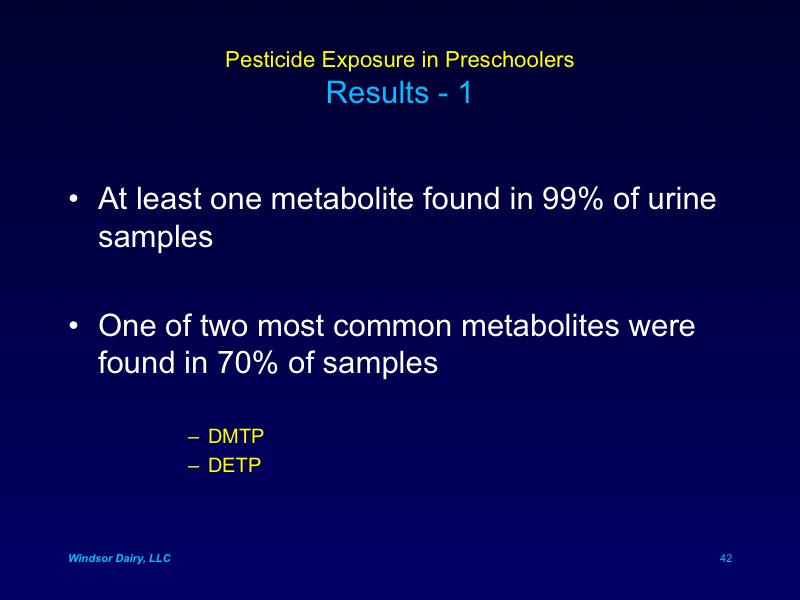 Pesticide Exposure in Preschoolers
Results - 1
• At least one metabolite found in 99% of urine
samples
• One of two most common metabolites were
found in 70% of samples
– DMTP
– DETP
Windsor Dairy, LLC
42